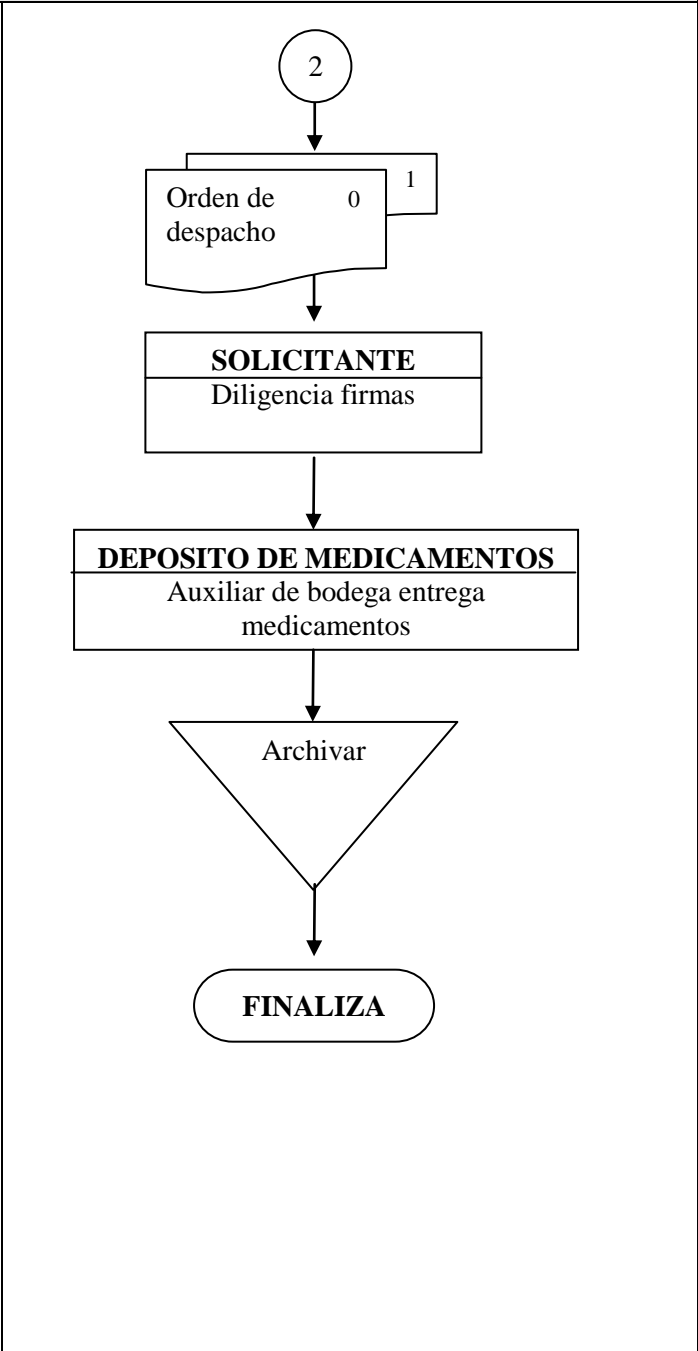 2
1
Orden de 0
despacho
SOLICITANTE
Diligencia firmas
DEPOSITO DE MEDICAMENTOS
Auxiliar de bodega entrega
medicamentos
Archivar
FINALIZA